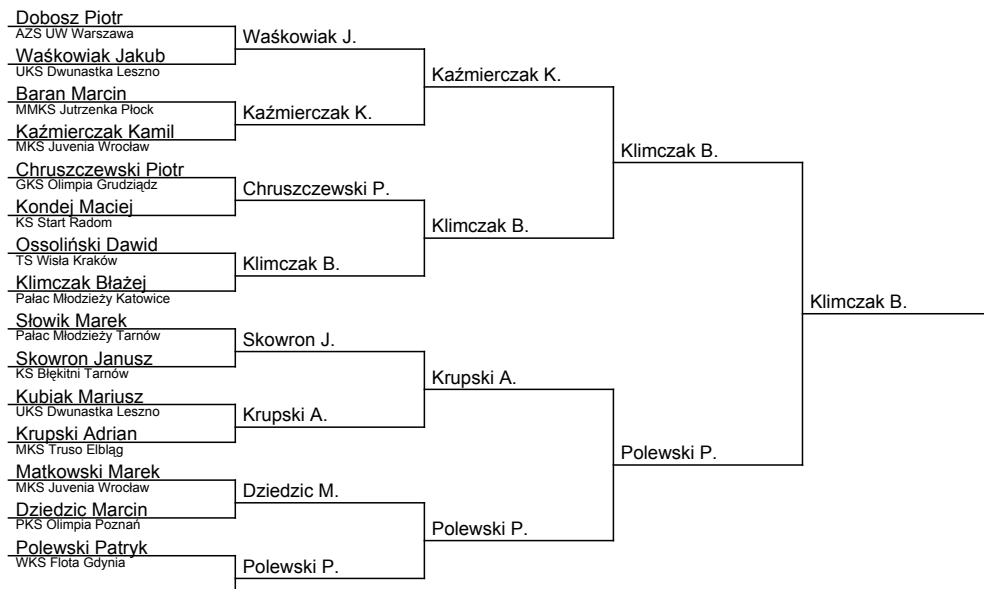 Dobosz Piotr
AZS UW Warszawa
Waśkowiak J.
Waśkowiak Jakub
UKS Dwunastka Leszno
Kaźmierczak K.
Baran Marcin
MMKS Jutrzenka Płock
Kaźmierczak K.
Kaźmierczak Kamil
MKS Juvenia Wrocław
Klimczak B.
Chruszczewski Piotr
GKS Olimpia Grudziądz
Chruszczewski P.
Kondej Maciej
KS Start Radom
Klimczak B.
Ossoliński Dawid
TS Wisła Kraków
Klimczak B.
Klimczak Błażej
Pałac Młodzieży Katowice
Klimczak B.
Słowik Marek
Pałac Młodzieży Tarnów
Skowron J.
Skowron Janusz
KS Błękitni Tarnów
Krupski A.
Kubiak Mariusz
UKS Dwunastka Leszno
Krupski A.
Krupski Adrian
MKS Truso Elbląg
Polewski P.
Matkowski Marek
MKS Juvenia Wrocław
Dziedzic M.
Dziedzic Marcin
PKS Olimpia Poznań
Polewski P.
Polewski Patryk
WKS Flota Gdynia
Polewski P.